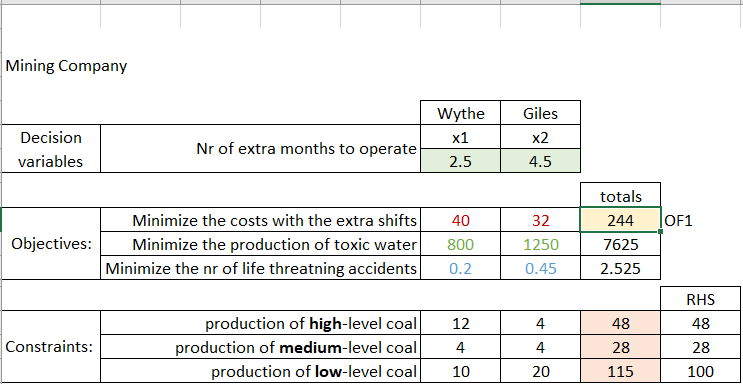 Mining Company
Wythe Giles
Decision variables Nr of extra months to operate x1 x2
2.5 4.5
totals
Objectives: Minimize the costs with the extra shifts 40 32 244 OF1
Minimize the production of toxic water 800 1250 7625
Minimize the nr of life threatning accidents 0.2 0.45 2.525
RHS
Constraints: production of high-level coal 12 4 48 48
production of medium-level coal 4 4 28 28
production of low-level coal 10 20 115 100